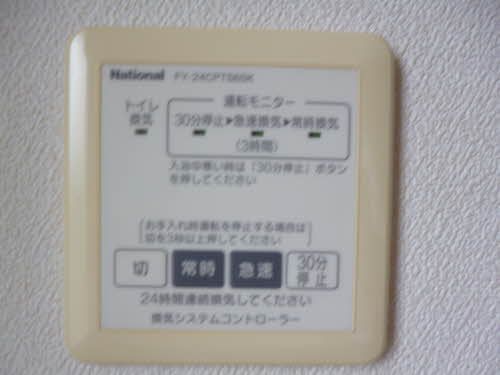 National FY-24CPTS6SK
トイレ
換気
運転モニター
30分停止▶急速換気▶常時換気
(3時間)
入浴中寒い時は「30分停止」ボタン
を押してください
お手入れ時運転を停止する場合は
切を3秒以上押してください
切 常時 急速 30分
停止
24時間連続換気してください
換気システムコントローラー